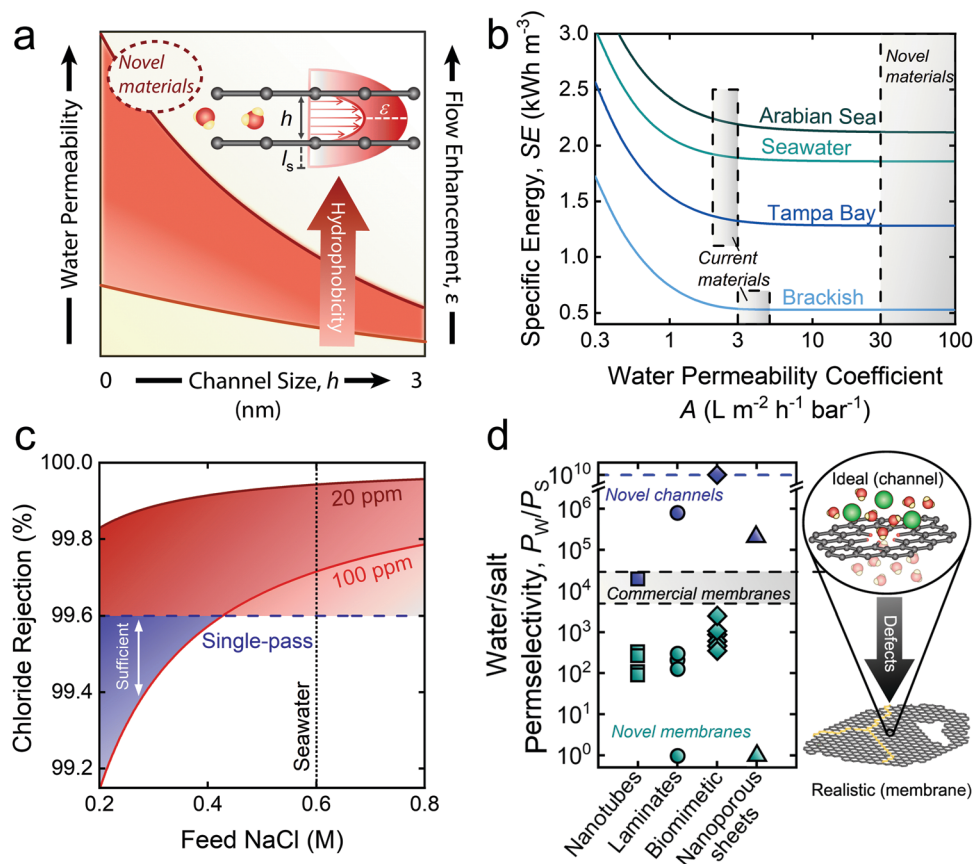 a
Water Permeability
Novel
materials
h
lₛ
ε
Hydrophobicity
Flow Enhancement, ε
0
Channel Size, h
3
(nm)
b
Specific Energy, SE (kWh m⁻³)
3.0
2.5
2.0
1.5
1.0
0.5
Novel
materials
Arabian Sea
Seawater
Tampa Bay
Current
materials
Brackish
0.3
1
3
10
30
100
Water Permeability Coefficient
A (L m⁻² h⁻¹ bar⁻¹)
c
Chloride Rejection (%)
100.0
99.8
99.6
99.4
99.2
20 ppm
100 ppm
Single-pass
Sufficient
Seawater
0.2
0.4
0.6
0.8
Feed NaCl (M)
d
Water/salt
Permselectivity, P_W/P_S
10¹⁰
10⁶
10⁵
10⁴
10³
10²
10¹
10⁰
Novel channels
Commercial membranes
Novel membranes
Nanotubes
Laminates
Biomimetic
Nanoporous
sheets
Ideal (channel)
Defects
Realistic (membrane)